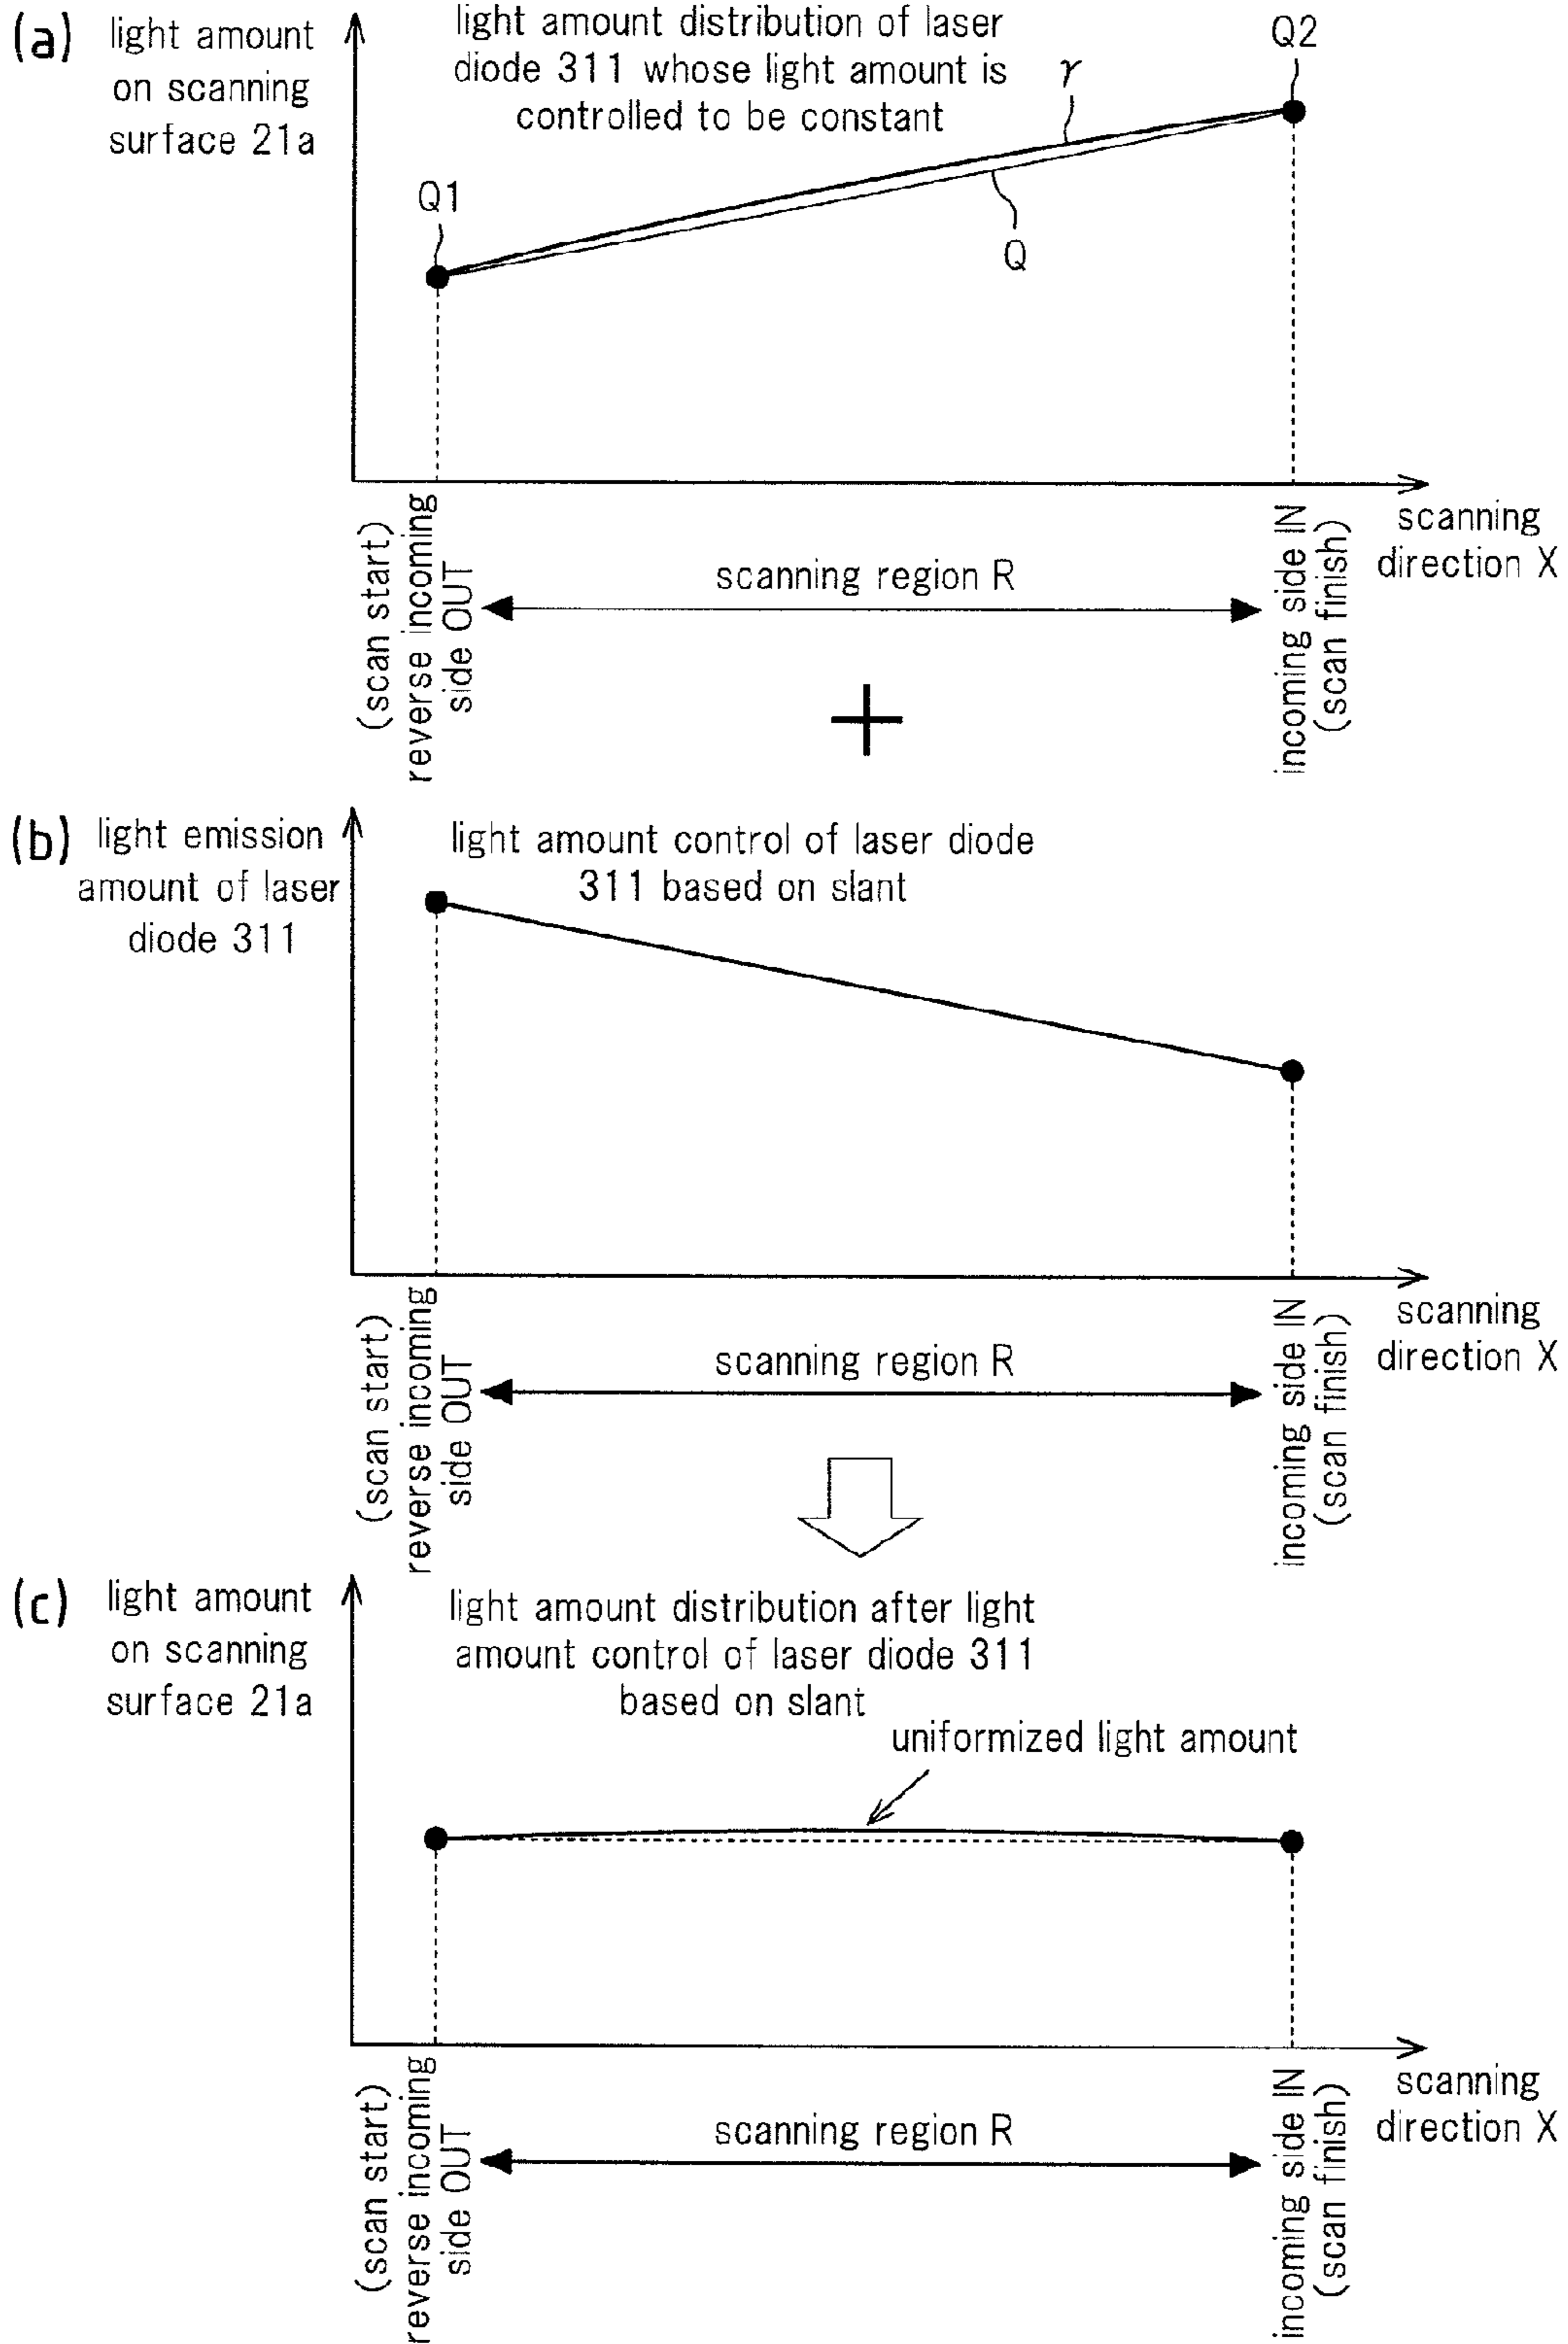 (a)
light amount
on scanning
surface 21a
light amount distribution of laser
diode 311 whose light amount is
controlled to be constant
Q2
γ
Q1
Q
(scan start)
reverse incoming
side OUT
scanning region R
incoming side IN
(scan finish)
scanning
direction X
+
(b)
light emission
amount of laser
diode 311
light amount control of laser diode
311 based on slant
(scan start)
reverse incoming
side OUT
scanning region R
incoming side IN
(scan finish)
scanning
direction X
(c)
light amount
on scanning
surface 21a
light amount distribution after light
amount control of laser diode 311
based on slant
uniformized light amount
(scan start)
reverse incoming
side OUT
scanning region R
incoming side IN
(scan finish)
scanning
direction X